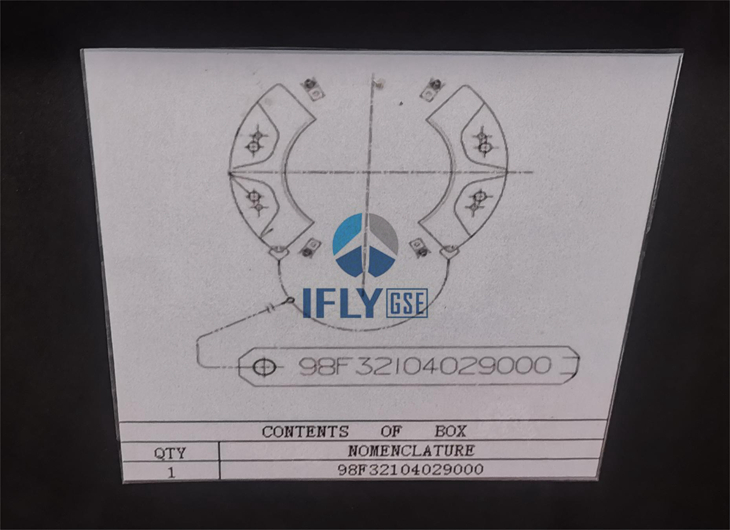 IFLY GSE
98F32104029000
CONTENTS OF BOX
QTY NOMENCLATURE
1 98F32104029000